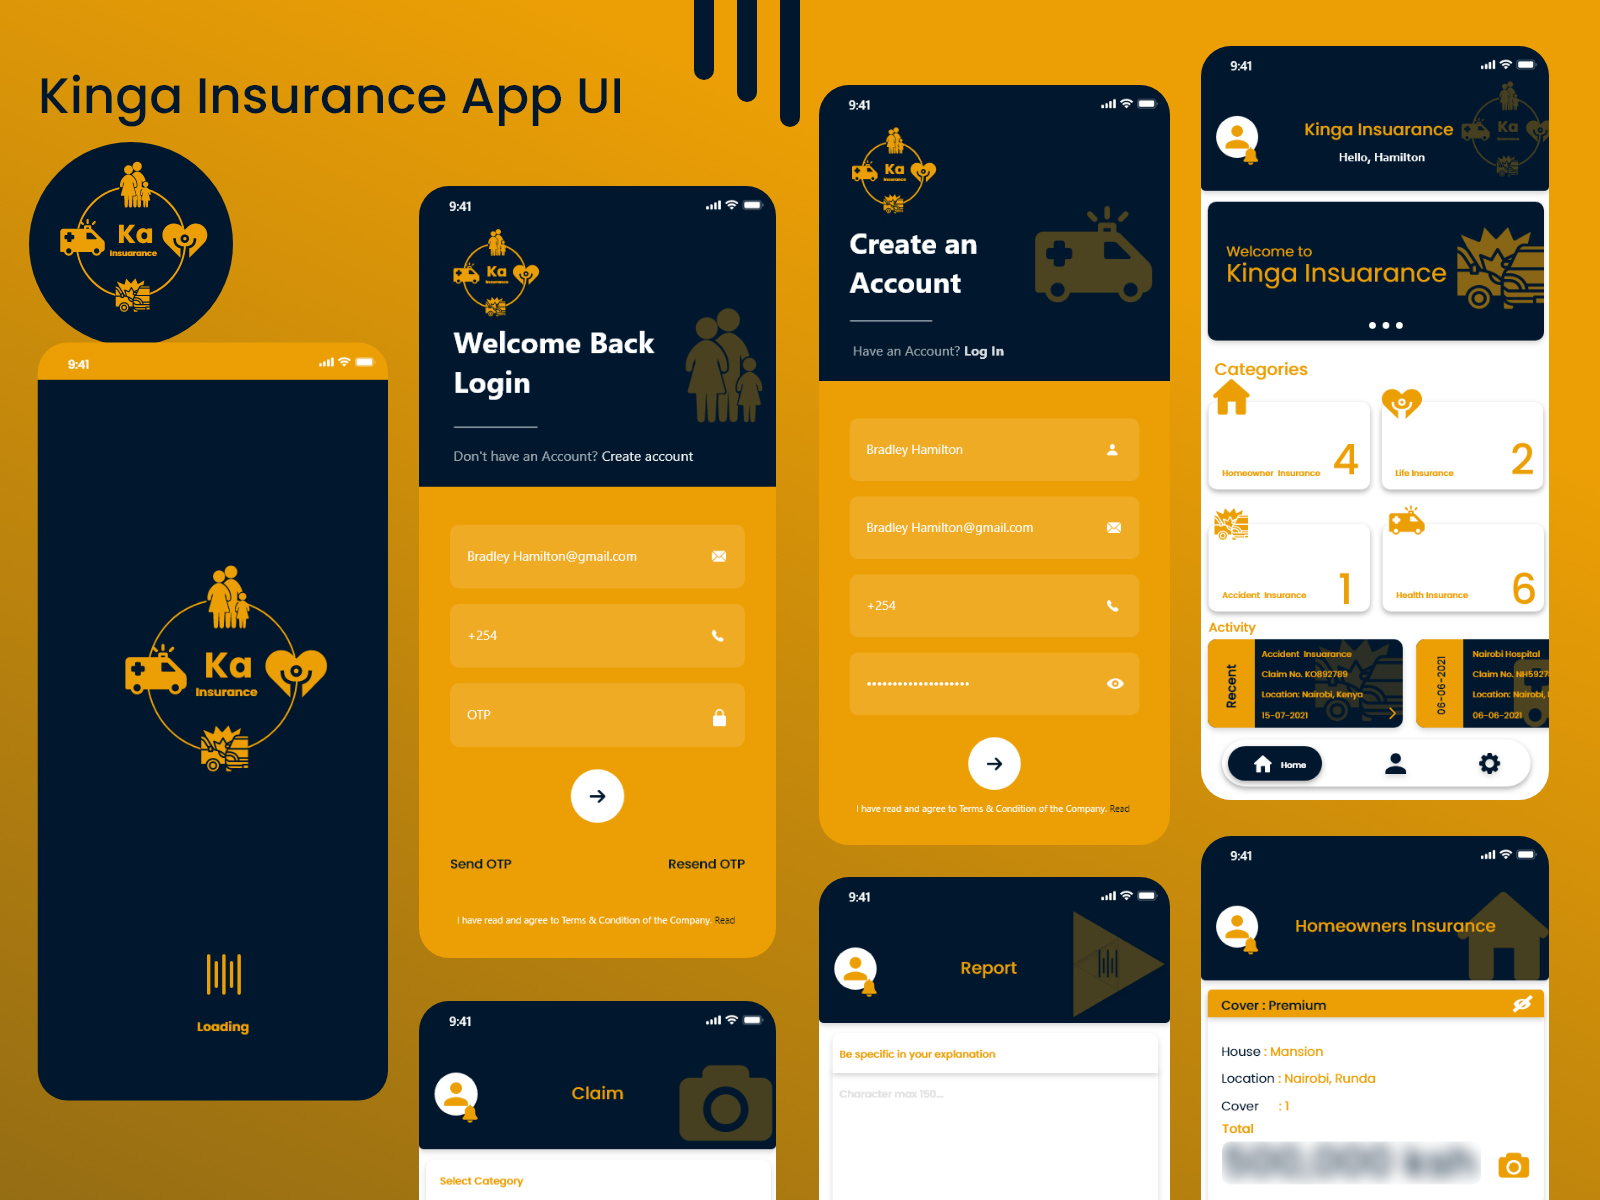 Kinga Insurance App UI
Ka
Insuarance
9:41
Ka
Insurance
Loading
9:41
Ka
Insurance
Welcome Back
Login
Don't have an Account? Create account
Bradley Hamilton@gmail.com
+254
OTP
Send OTP
Resend OTP
I have read and agree to Terms & Condition of the Company. Read
9:41
Claim
Select Category
9:41
Ka
Insurance
Create an
Account
Have an Account? Log In
Bradley Hamilton
Bradley Hamilton@gmail.com
+254
I have read and agree to Terms & Condition of the Company. Read
9:41
Report
Be specific in your explanation
Character max 150...
9:41
Kinga Insuarance
Hello, Hamilton
Ka
Welcome to
Kinga Insuarance
Categories
Homeowner Insurance 4
Life Insurance 2
Accident Insurance 1
Health Insurance 6
Activity
Recent
Accident Insuarance
Claim No. KO892789
Location: Nairobi, Kenya
15-07-2021
06-06-2021
Nairobi Hospital
Claim No. NH5927
Location: Nairobi,
06-06-2021
Home
9:41
Homeowners Insurance
Cover : Premium
House : Mansion
Location : Nairobi, Runda
Cover : 1
Total
500,000 ksh